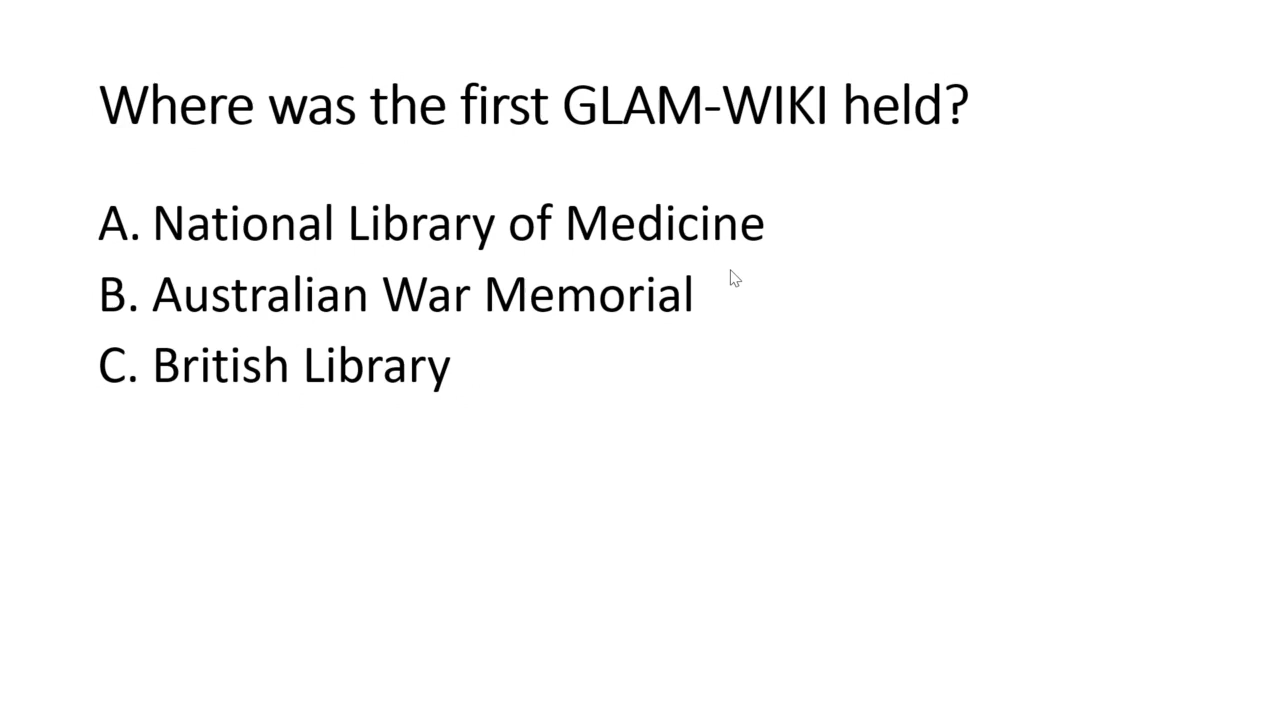 Where was the first GLAM-WIKI held?
A. National Library of Medicine
B. Australian War Memorial
C. British Library